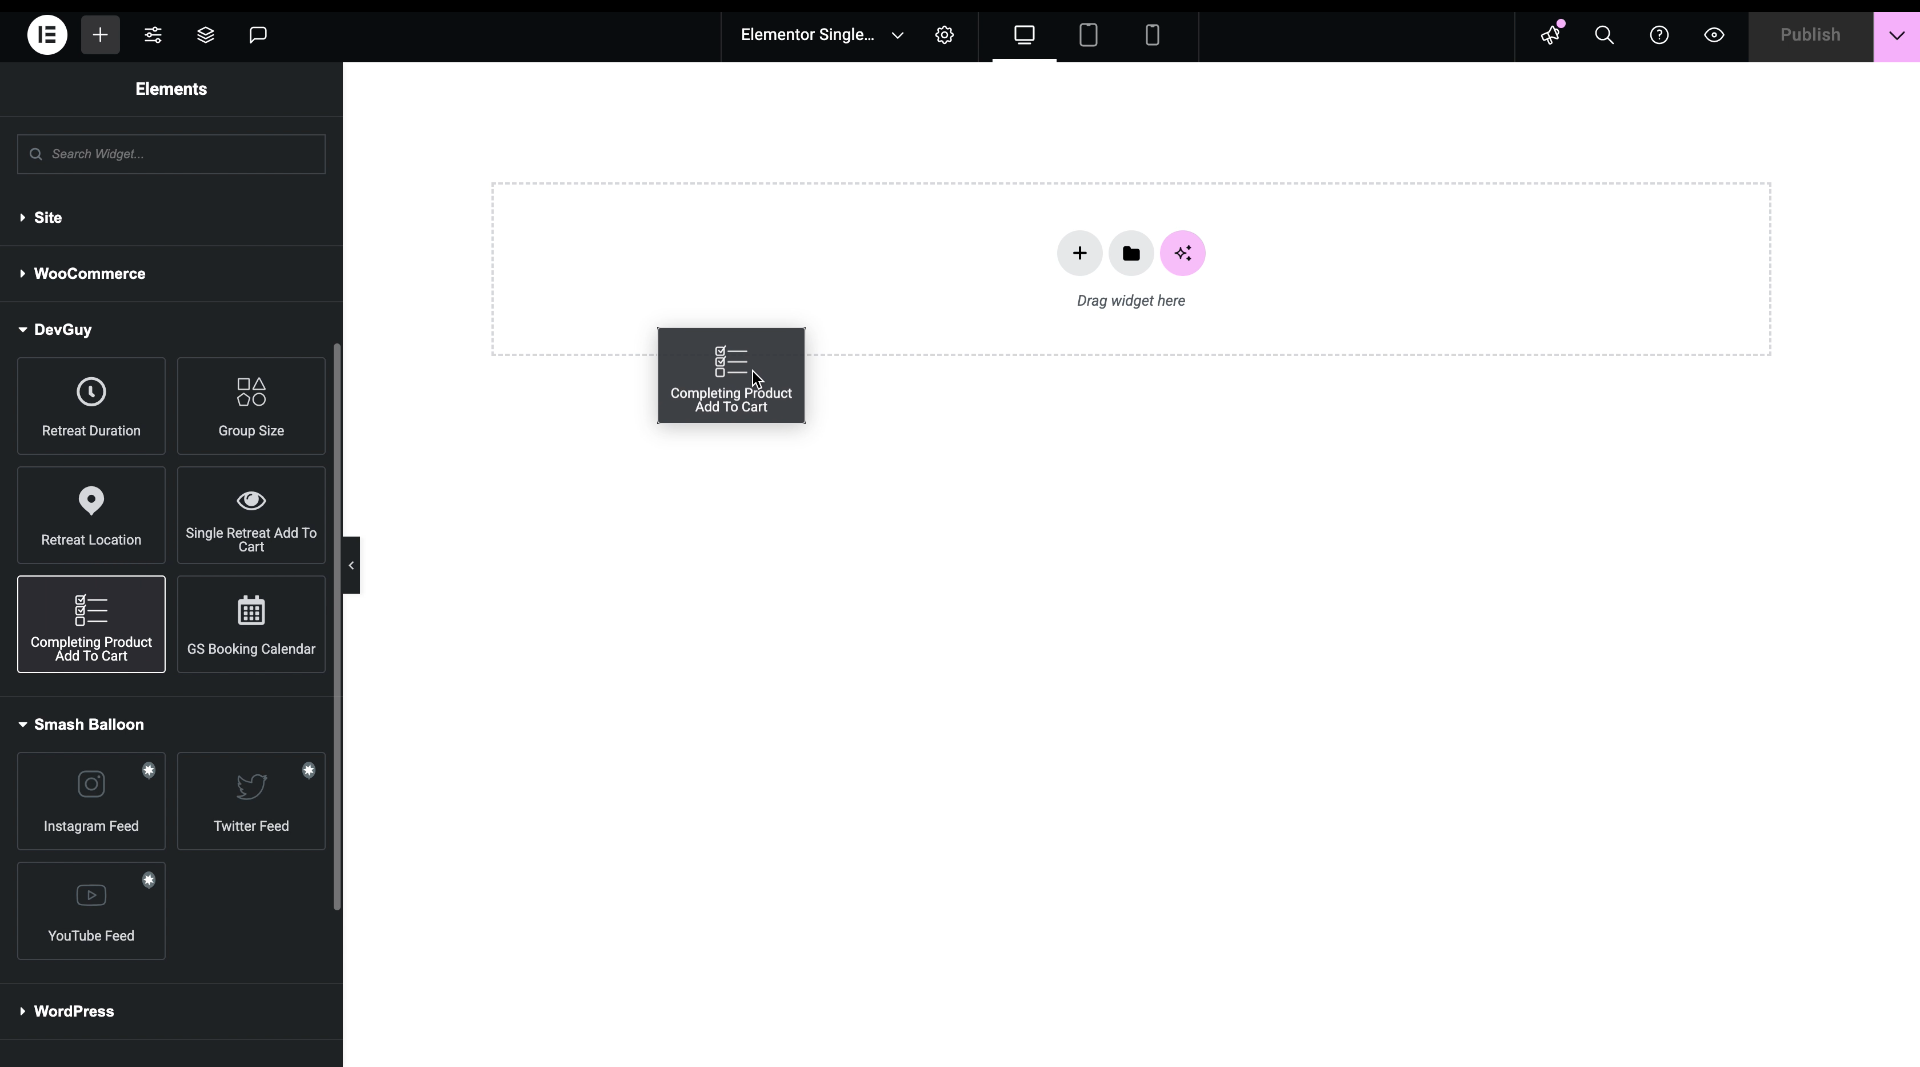 Elementor Single...
Publish
Elements
Search Widget...
Site
WooCommerce
DevGuy
Retreat Duration
Group Size
Retreat Location
Single Retreat Add To
Cart
Completing Product
Add To Cart
GS Booking Calendar
Smash Balloon
Instagram Feed
Twitter Feed
YouTube Feed
WordPress
Drag widget here
Completing Product
Add To Cart